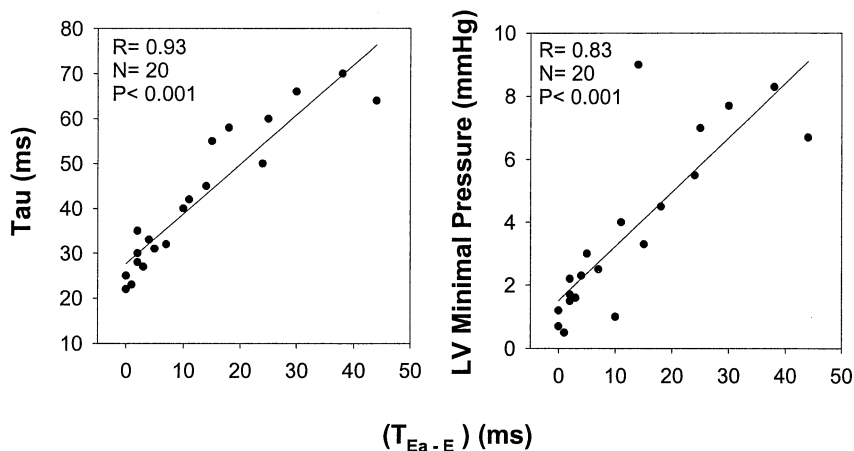 R= 0.93
N= 20
P< 0.001
Tau (ms)
80
70
60
50
40
30
20
10
0 10 20 30 40 50
R= 0.83
N= 20
P< 0.001
LV Minimal Pressure (mmHg)
10
8
6
4
2
0
0 10 20 30 40 50
(T Ea - E ) (ms)